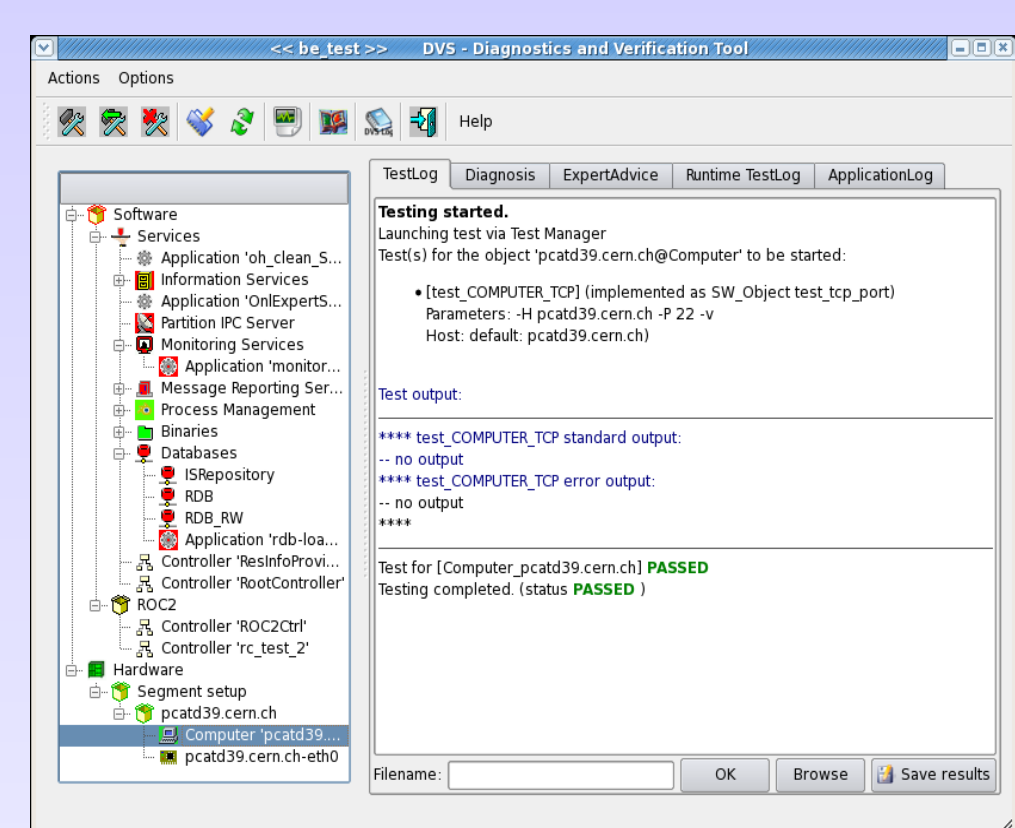 << be_test >> DVS - Diagnostics and Verification Tool
Actions Options
DVS LOG
Help
Software
Services
Application 'oh_clean_S...
Information Services
Application 'OnlExpertS...
Partition IPC Server
Monitoring Services
Application 'monitor...
Message Reporting Ser...
Process Management
Binaries
Databases
ISRepository
RDB
RDB_RW
Application 'rdb-loa...
Controller 'ResInfoProvi...
Controller 'RootController'
ROC2
Controller 'ROC2Ctrl'
Controller 'rc_test_2'
Hardware
Segment setup
pcatd39.cern.ch
Computer 'pcatd39....
pcatd39.cern.ch-eth0
TestLog Diagnosis ExpertAdvice Runtime TestLog ApplicationLog
Testing started.
Launching test via Test Manager
Test(s) for the object 'pcatd39.cern.ch@Computer' to be started:
• [test_COMPUTER_TCP] (implemented as SW_Object test_tcp_port)
Parameters: -H pcatd39.cern.ch -P 22 -v
Host: default: pcatd39.cern.ch)
Test output:
**** test_COMPUTER_TCP standard output:
-- no output
**** test_COMPUTER_TCP error output:
-- no output
****
Test for [Computer_pcatd39.cern.ch] PASSED
Testing completed. (status PASSED )
Filename: OK Browse Save results